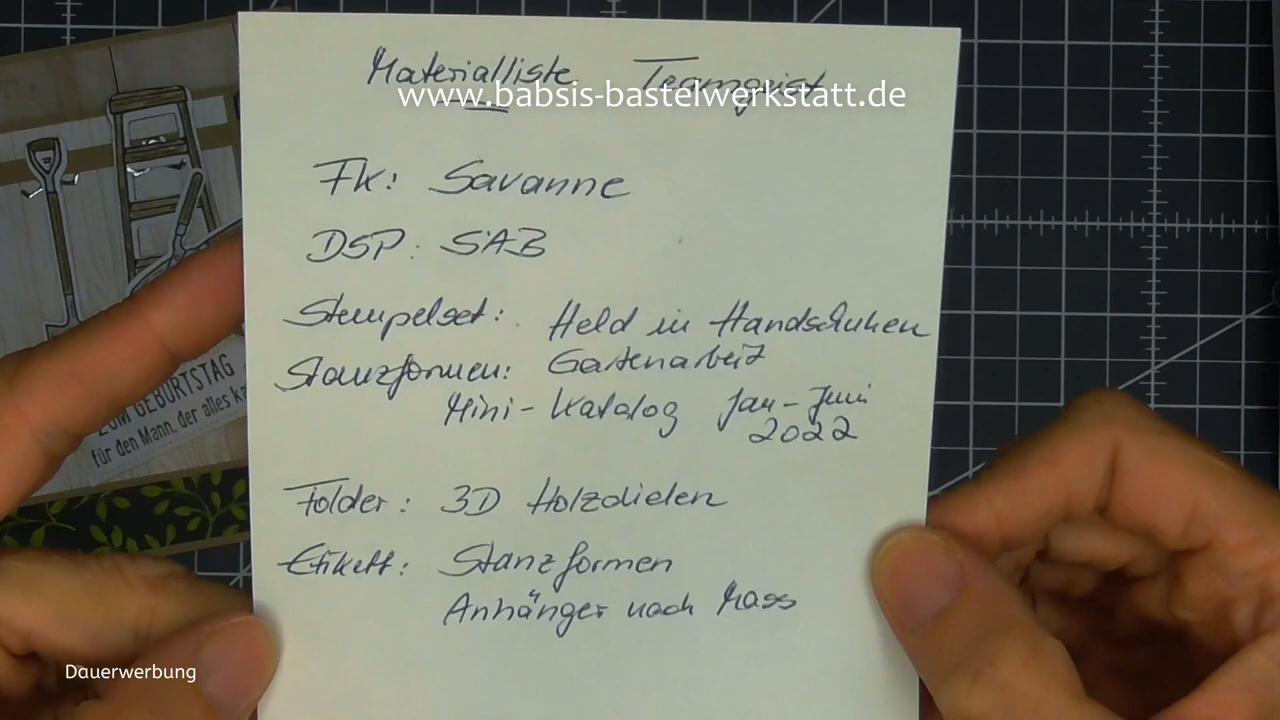 Materialliste Teamgeist
www.babsis-bastelwerkstatt.de
Fk: Savanne
DSP: SAB
Stempelset: Held in Handschuhen
Stanzformen: Gartenarbeit
Mini-Katalog Jan-Juni
2022
Folder: 3D Holzdielen
Etikett: Stanzformen
Anhänger nach Mass
ZUM GEBURTSTAG
für den Mann, der alles
Dauerwerbung